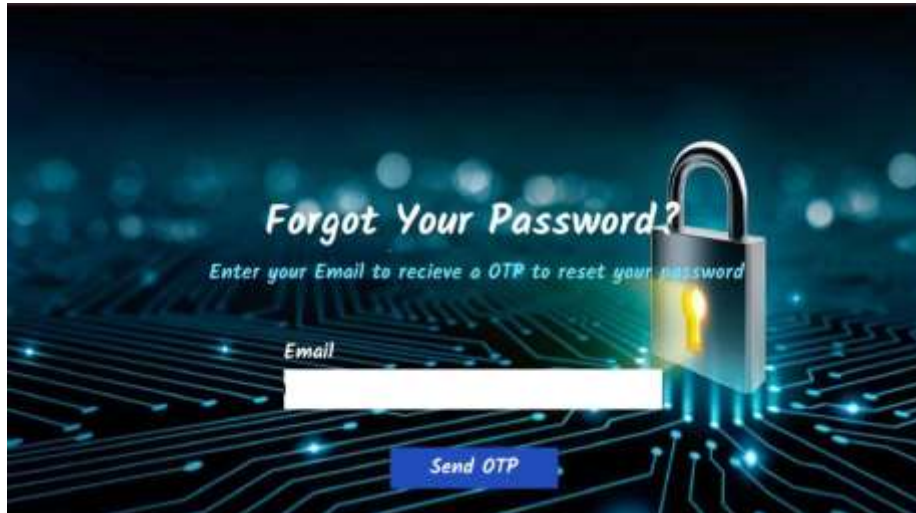 Forgot Your Password?
Enter your Email to recieve a OTP to reset your password
Email
Send OTP